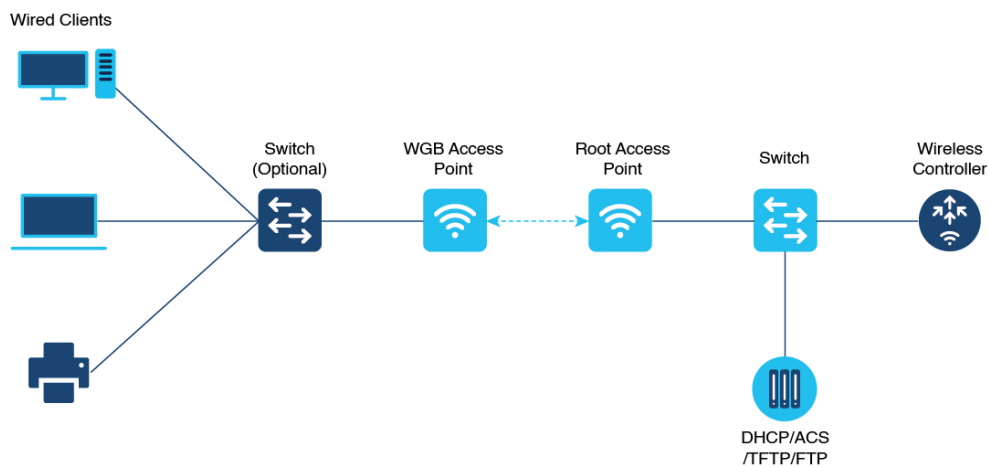 Wired Clients
Switch
(Optional)
WGB Access
Point
Root Access
Point
Switch
Wireless
Controller
DHCP/ACS
/TFTP/FTP